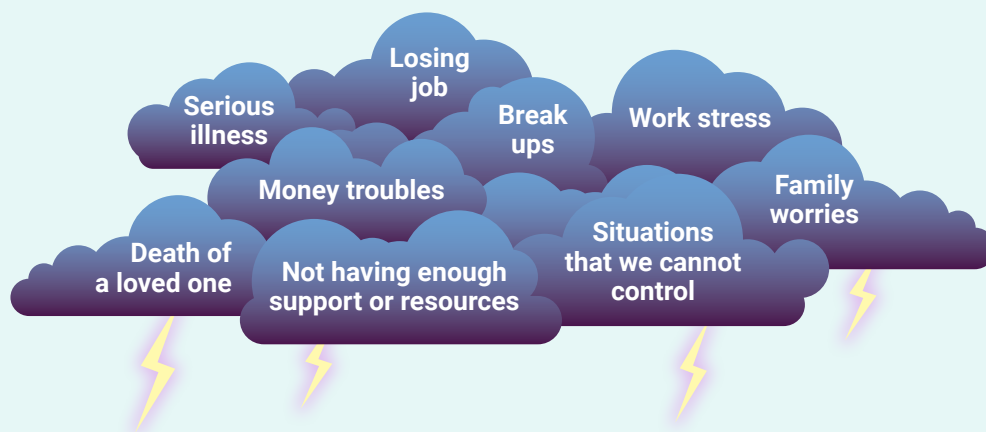 Losing
job
Serious
illness
Break
ups
Work stress
Money troubles
Family
worries
Death of
a loved one
Not having enough
support or resources
Situations
that we cannot
control